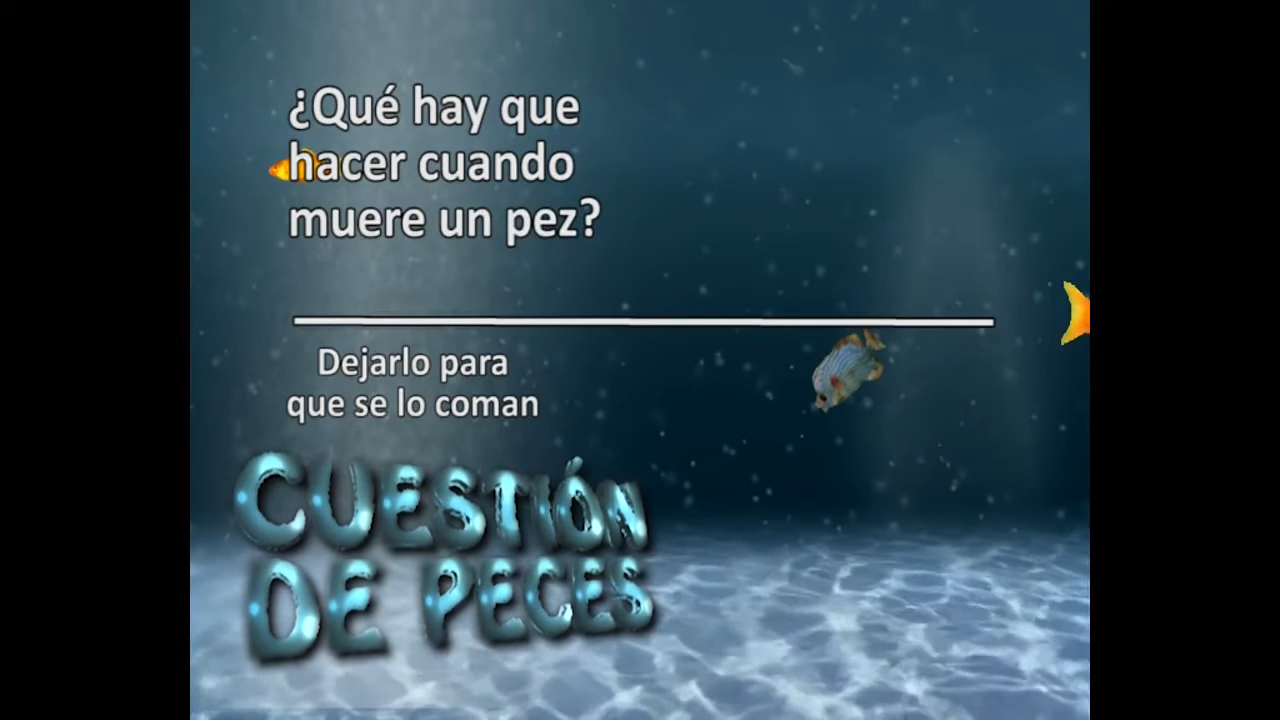 ¿Qué hay que
hacer cuando
muere un pez?
Dejarlo para
que se lo coman
CUESTIÓN
DE PECES